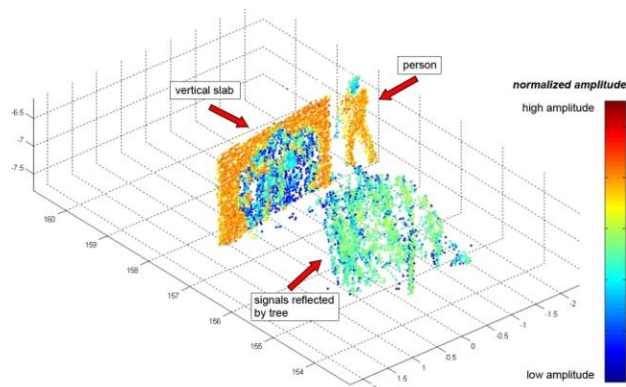 person
vertical slab
normalized amplitude
high amplitude
-6.5
-7
-7.5
160
159
158
157
156
155
154
signals reflected
by tree
-2
-1.5
-1
-0.5
0
0.5
1
1.5
low amplitude